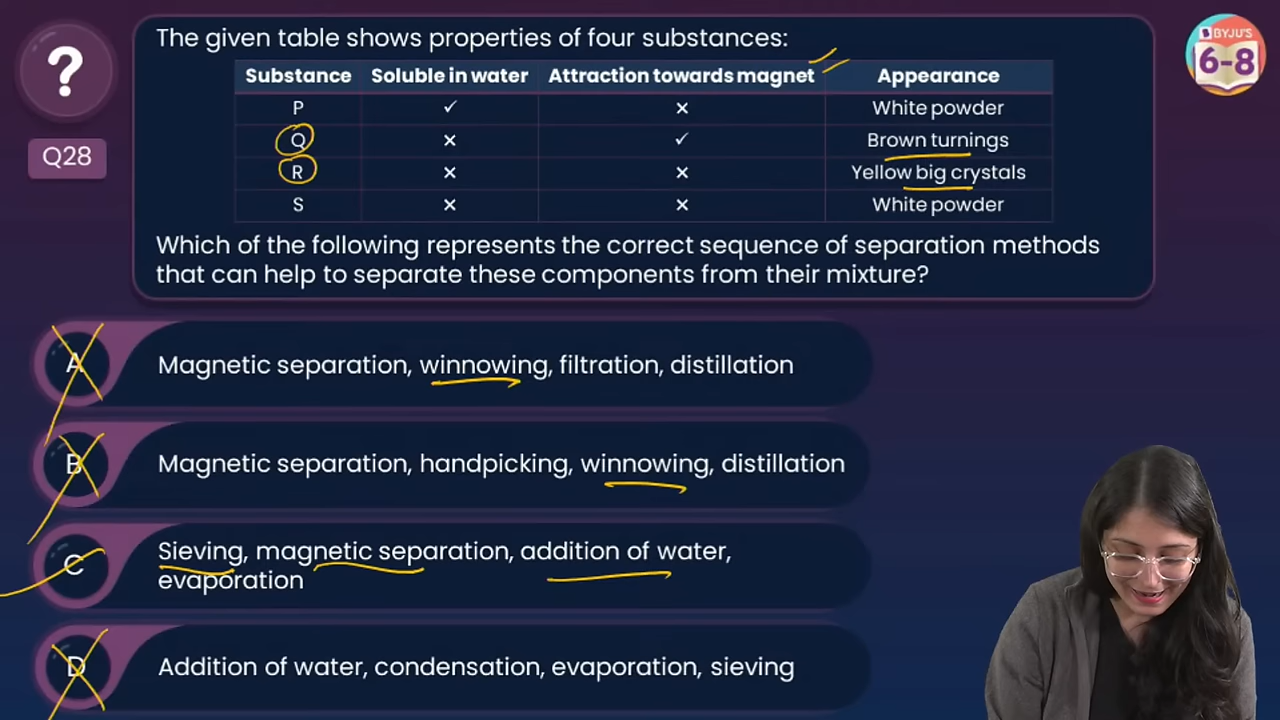 ?
Q28
The given table shows properties of four substances:
Substance Soluble in water Attraction towards magnet Appearance
P ✓ × White powder
Q × ✓ Brown turnings
R × × Yellow big crystals
S × × White powder
Which of the following represents the correct sequence of separation methods
that can help to separate these components from their mixture?
BYJU'S
6-8
A Magnetic separation, winnowing, filtration, distillation
B Magnetic separation, handpicking, winnowing, distillation
C Sieving, magnetic separation, addition of water,
evaporation
D Addition of water, condensation, evaporation, sieving